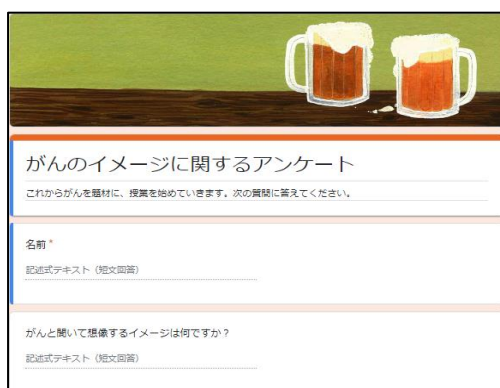 がんのイメージに関するアンケート
これからがんを題材に、授業を始めていきます。次の質問に答えてください。
名前 *
記述式テキスト（短文回答）
がんと聞いて想像するイメージは何ですか？
記述式テキスト（短文回答）